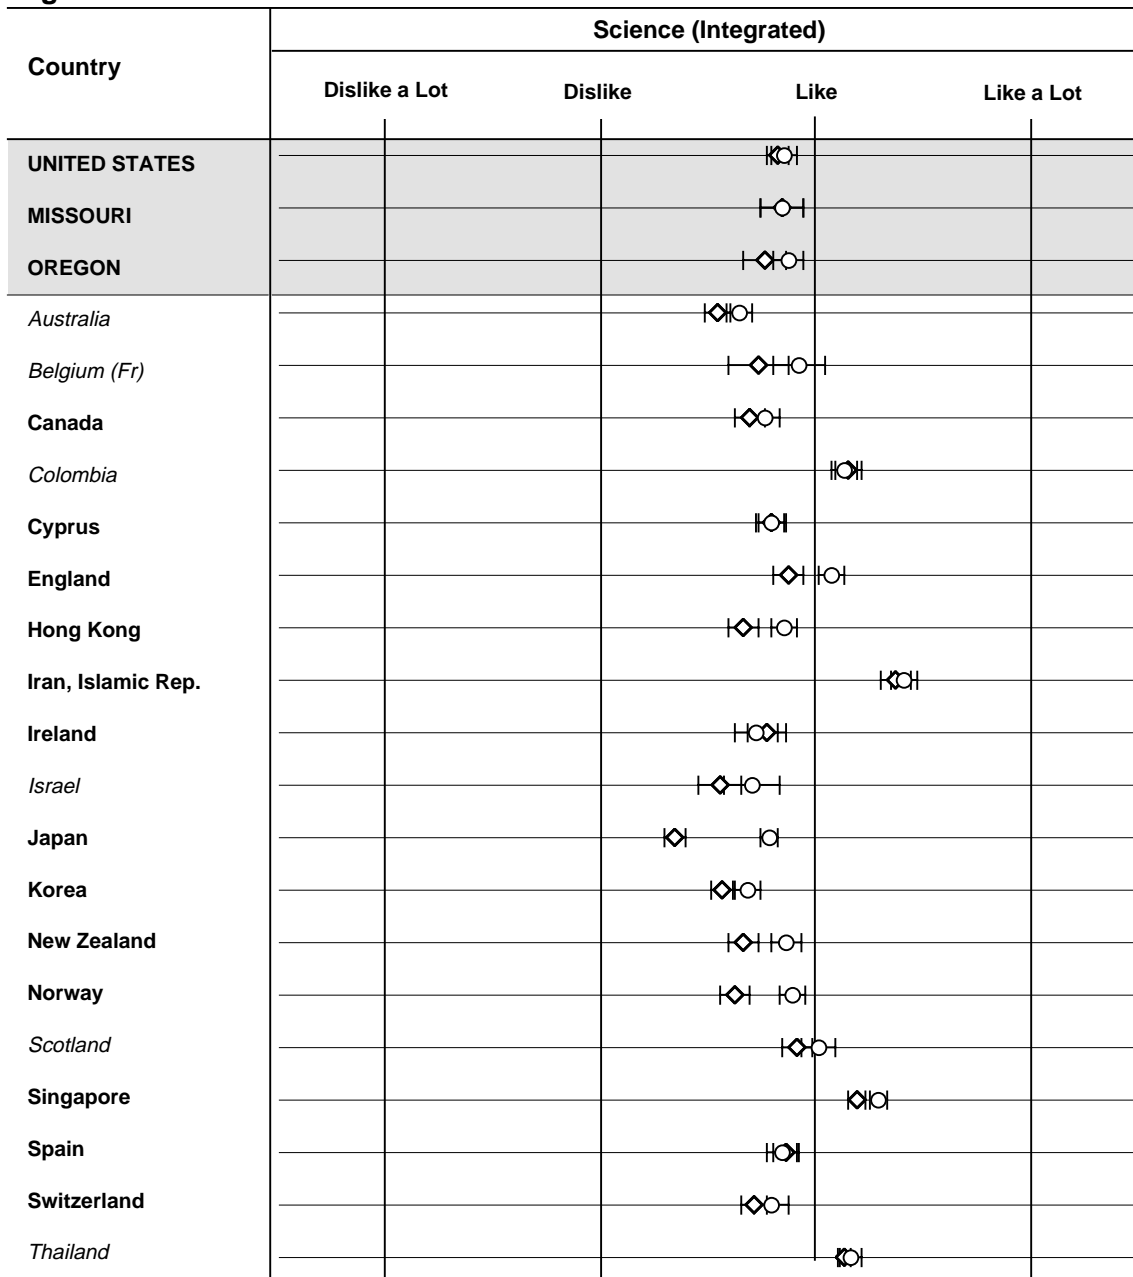 Science (Integrated)
Country
Dislike a Lot Dislike Like Like a Lot
UNITED STATES
MISSOURI
OREGON
Australia
Belgium (Fr)
Canada
Colombia
Cyprus
England
Hong Kong
Iran, Islamic Rep.
Ireland
Israel
Japan
Korea
New Zealand
Norway
Scotland
Singapore
Spain
Switzerland
Thailand